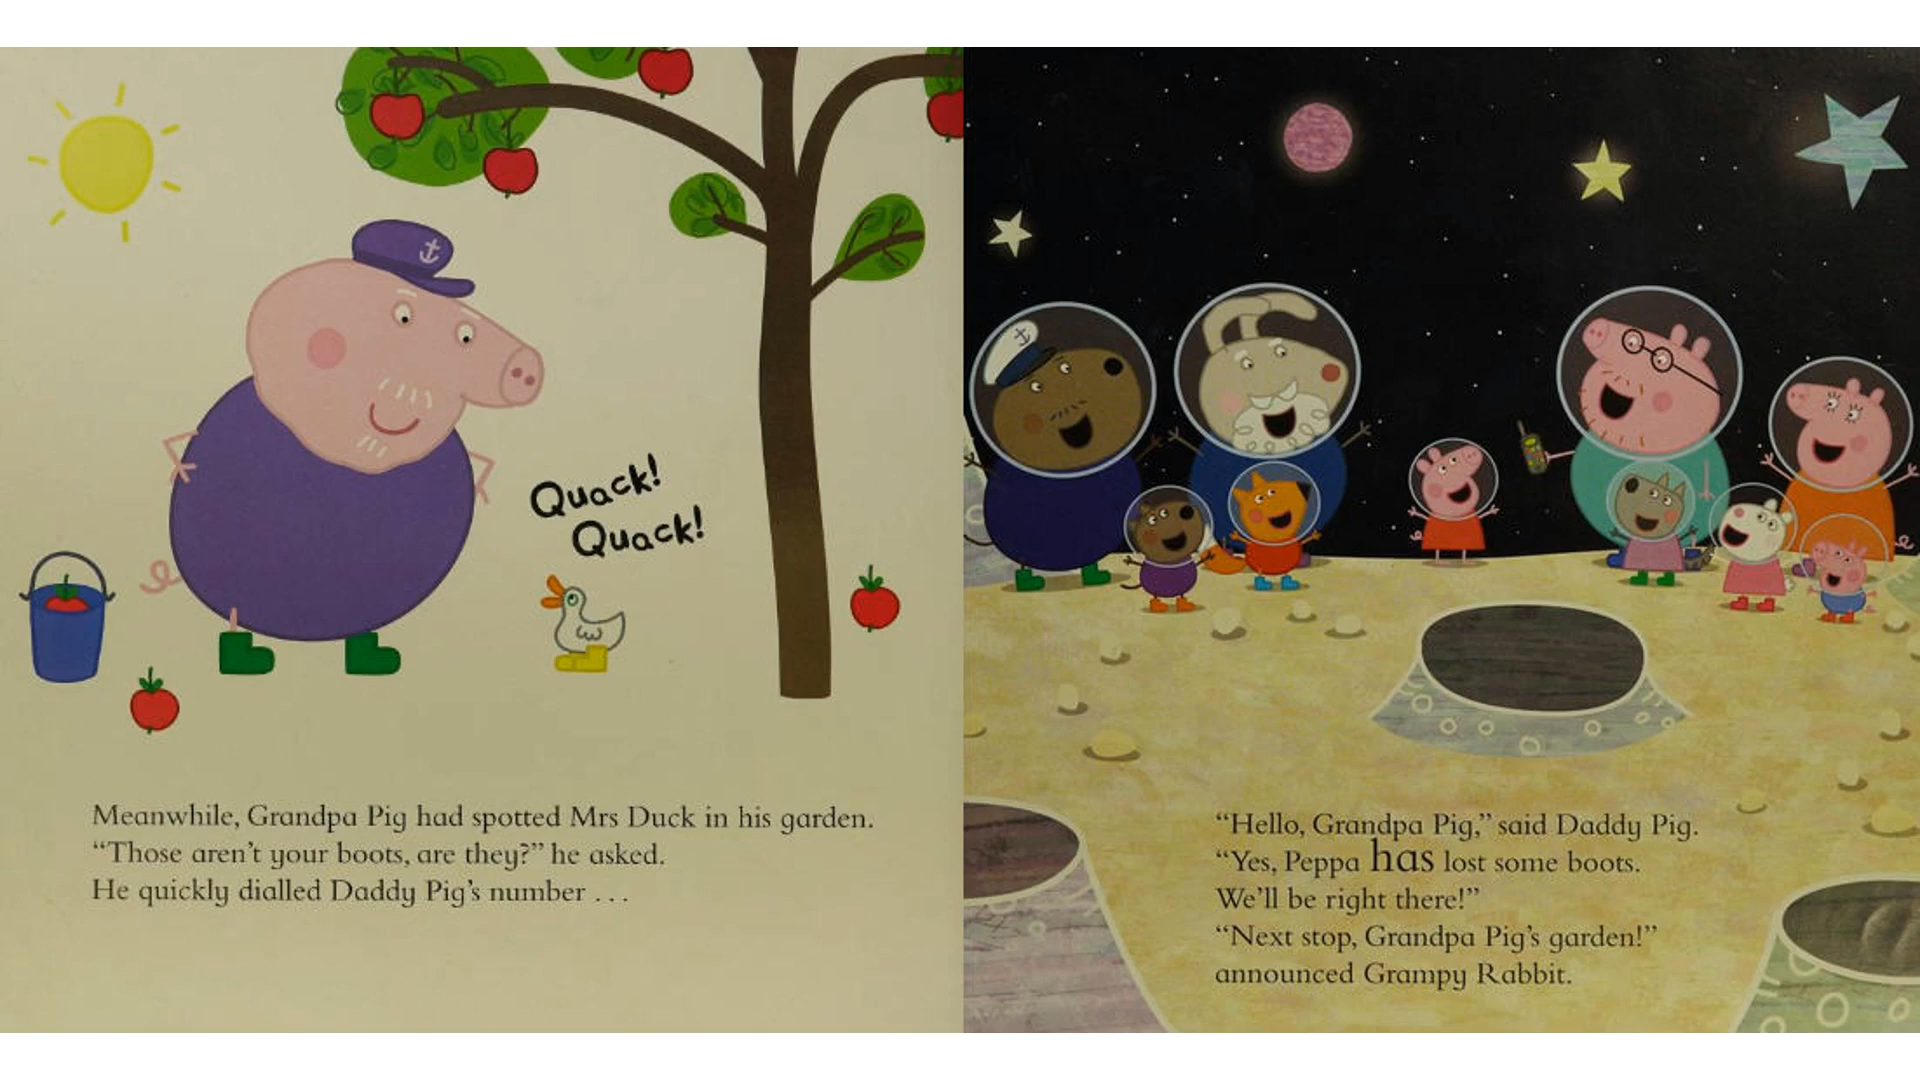 Quack!
Quack!
Meanwhile, Grandpa Pig had spotted Mrs Duck in his garden.
“Those aren’t your boots, are they?” he asked.
He quickly dialled Daddy Pig’s number . . .
“Hello, Grandpa Pig,” said Daddy Pig.
“Yes, Peppa has lost some boots.
We’ll be right there!”
“Next stop, Grandpa Pig’s garden!”
announced Grampy Rabbit.